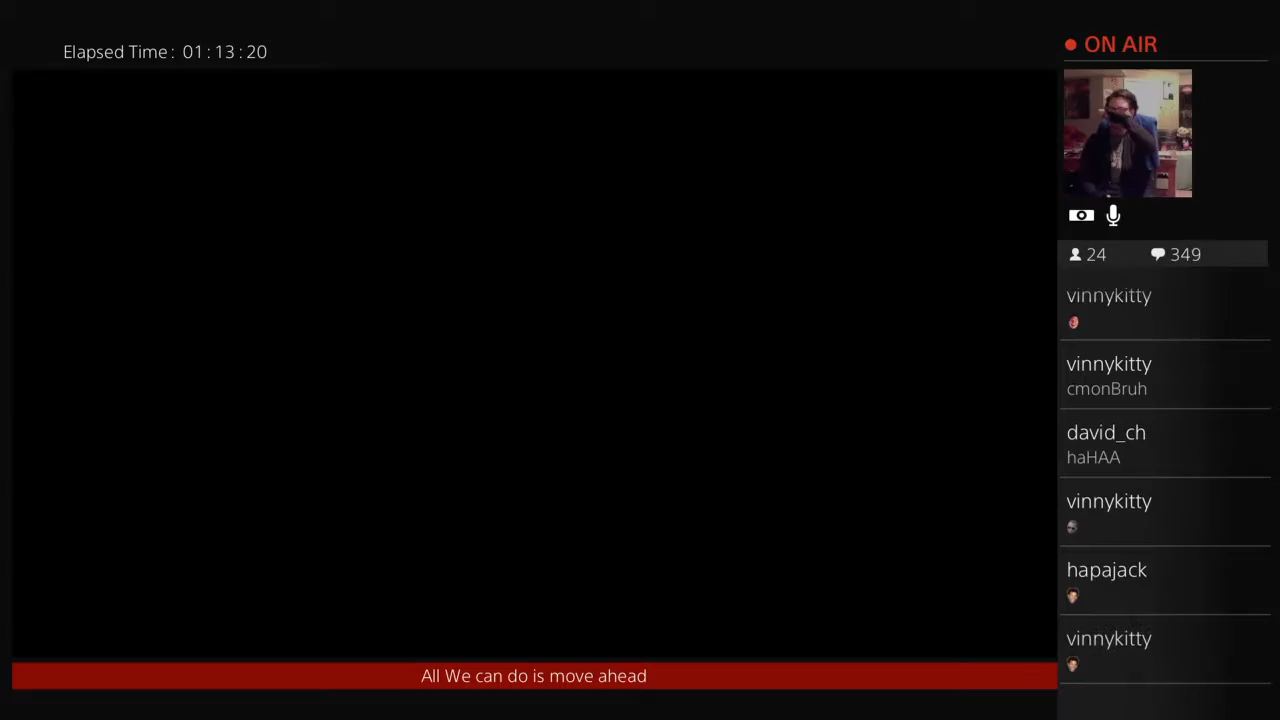 Elapsed Time: 01:13:20
ON AIR
24 349
vinnykitty
vinnykitty
cmonBruh
david_ch
haHAA
vinnykitty
hapajack
vinnykitty
All We can do is move ahead